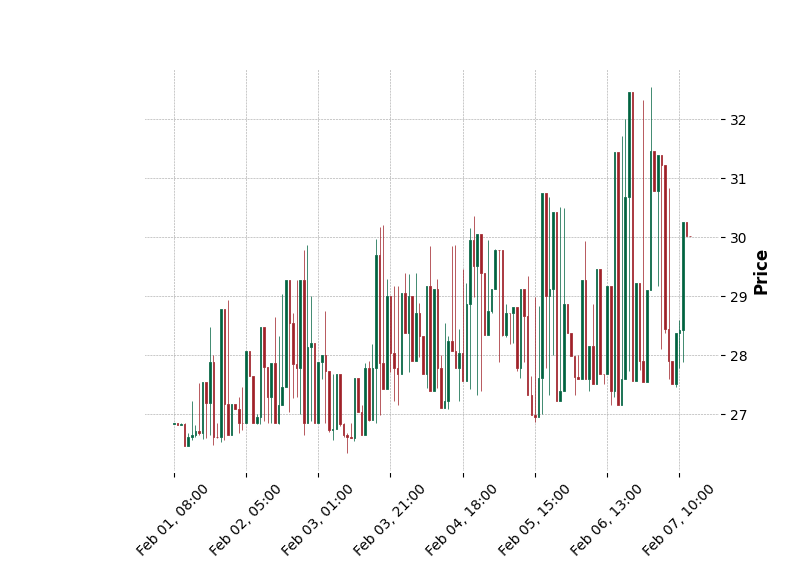 32
31
30
29
28
27
Price
Feb 01, 08:00
Feb 02, 05:00
Feb 03, 01:00
Feb 03, 21:00
Feb 04, 18:00
Feb 05, 15:00
Feb 06, 13:00
Feb 07, 10:00